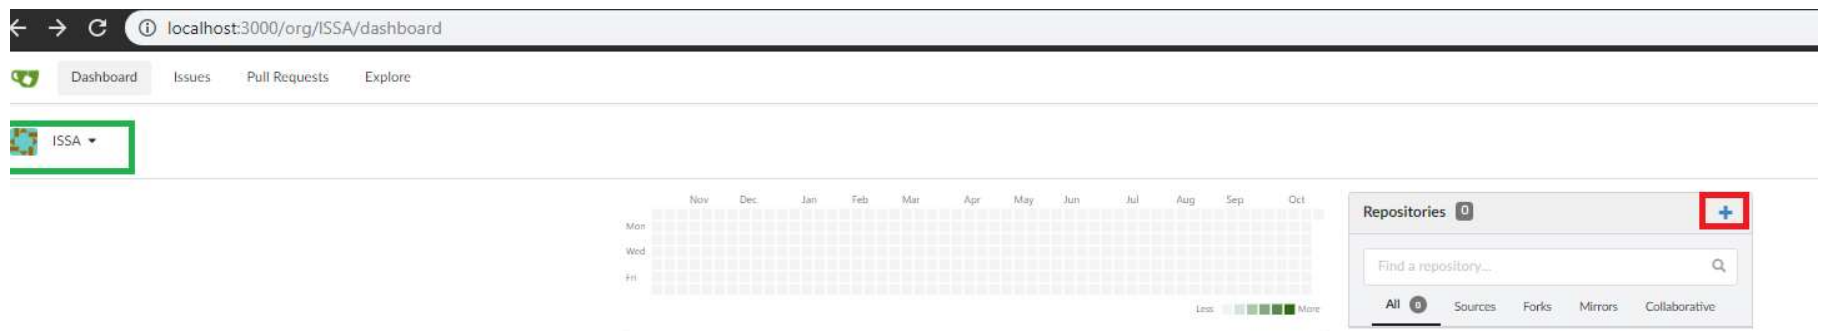 localhost:3000/org/ISSA/dashboard
Dashboard Issues Pull Requests Explore
ISSA
Nov Dec Jan Feb Mar Apr May Jun Jul Aug Sep Oct
Mon
Wed
Fri
Less More
Repositories 0
Find a repository...
All 0 Sources Forks Mirrors Collaborative